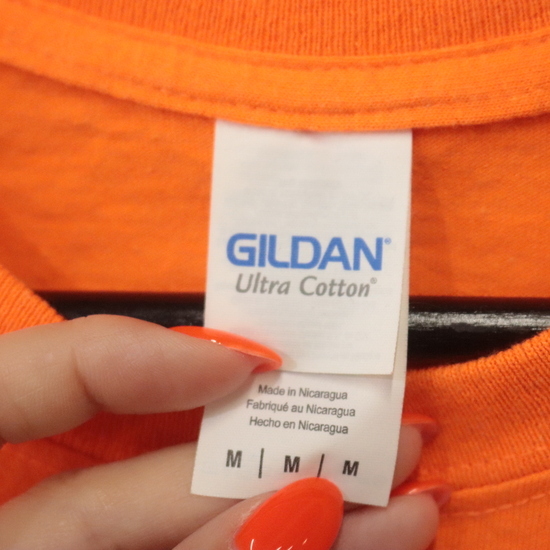 GILDAN®
Ultra Cotton®
Made in Nicaragua
Fabriqué au Nicaragua
Hecho en Nicaragua
M | M | M